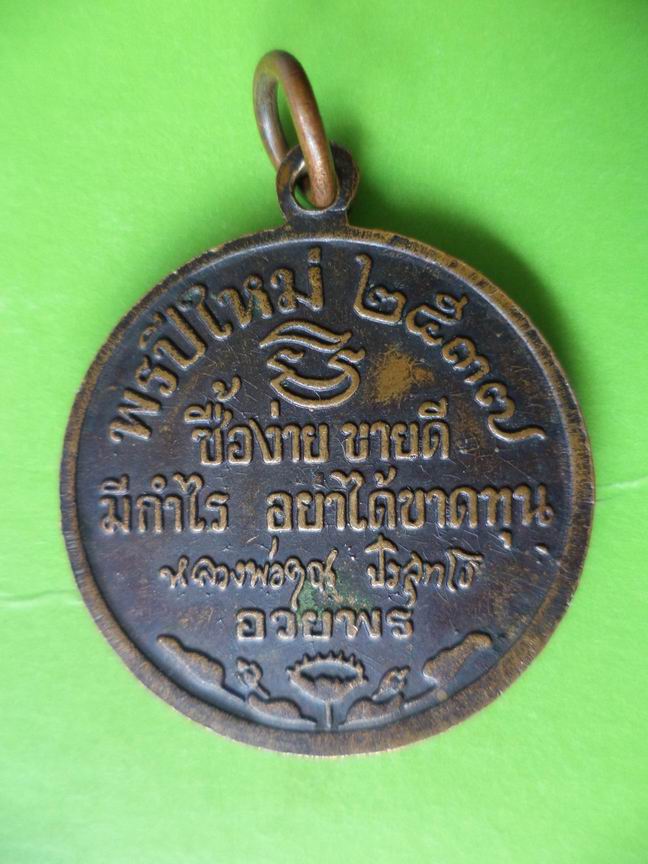 พรปีใหม่ ๒๕๓๗
ซื้อง่าย ขายดี
มีกำไร อย่าได้ขาดทุน
หลวงพ่อคูณ ปริสุทโธ
อวยพร